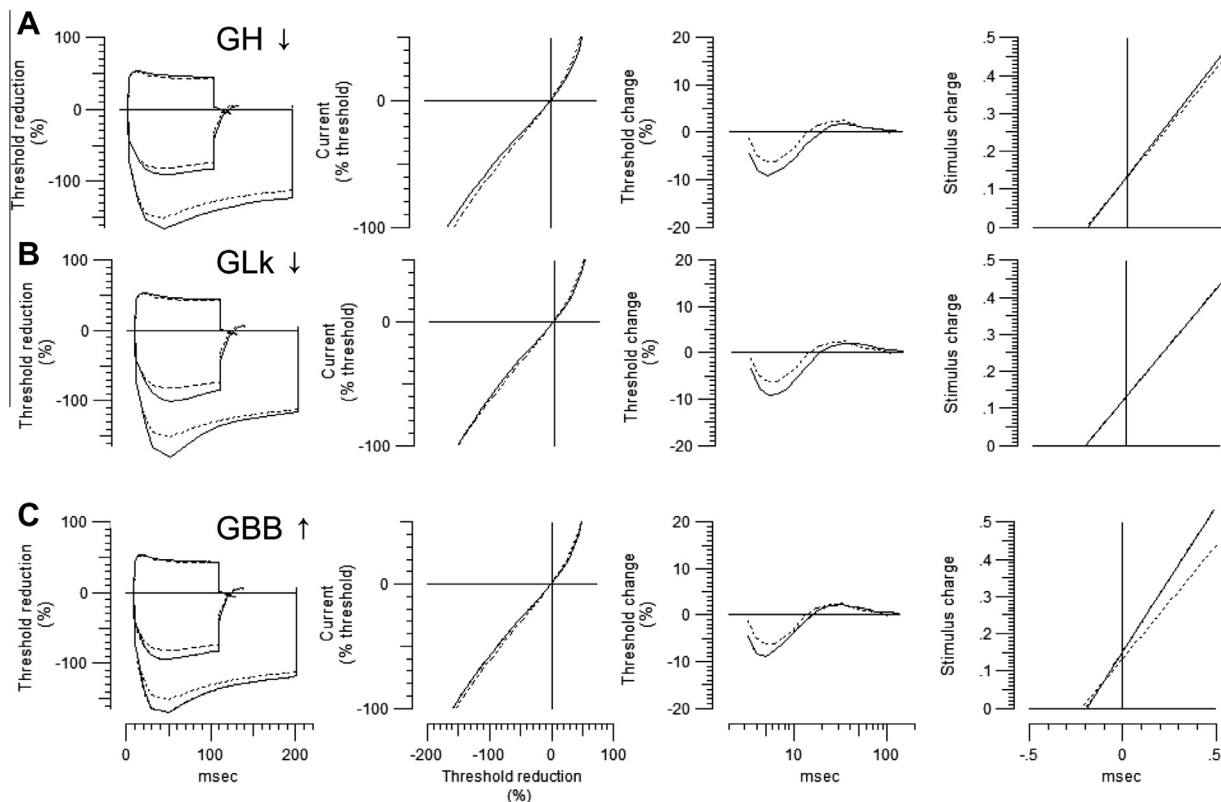 A
GH ↓
Threshold reduction
(%)
100
0
-100
Current
(% threshold)
0
-100
Threshold change
(%)
20
10
0
-10
-20
Stimulus charge
.5
.4
.3
.2
.1
0
B
GLk ↓
Threshold reduction
(%)
100
0
-100
Current
(% threshold)
0
-100
Threshold change
(%)
20
10
0
-10
-20
Stimulus charge
.5
.4
.3
.2
.1
0
C
GBB ↑
Threshold reduction
(%)
100
0
-100
Current
(% threshold)
0
-100
Threshold change
(%)
20
10
0
-10
-20
Stimulus charge
.5
.4
.3
.2
.1
0
0 100 200
msec
-200 -100 0
Threshold reduction
(%)
10 100
msec
-.5 0 .5
msec